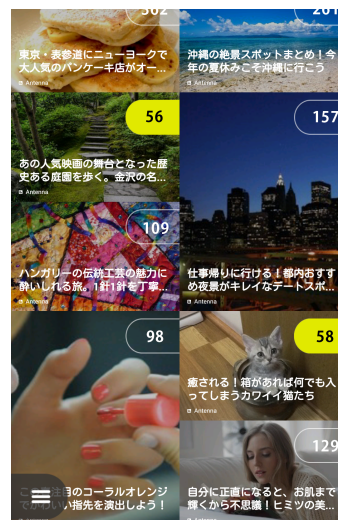 東京・表参道にニューヨークで
大人気のパンケーキ店がオー...
Antenna
沖縄の絶景スポットまとめ！今
年の夏休みこそ沖縄に行こう
Antenna
56
あの人気映画の舞台となった歴
史ある庭園を歩く。金沢の名...
Antenna
157
仕事帰りに行ける！都内おすす
め夜景がキレイなデートスポ...
Antenna
109
ハンガリーの伝統工芸の魅力に
酔いしれる旅。1針1針を丁寧...
Antenna
98
目のコーラルオレンジ
い指先を演出しよう！
58
癒される！箱があれば何でも入
ってしまうカワイイ猫たち
Antenna
129
自分に正直になると、お肌まで
輝くから不思議！ヒミツの美...